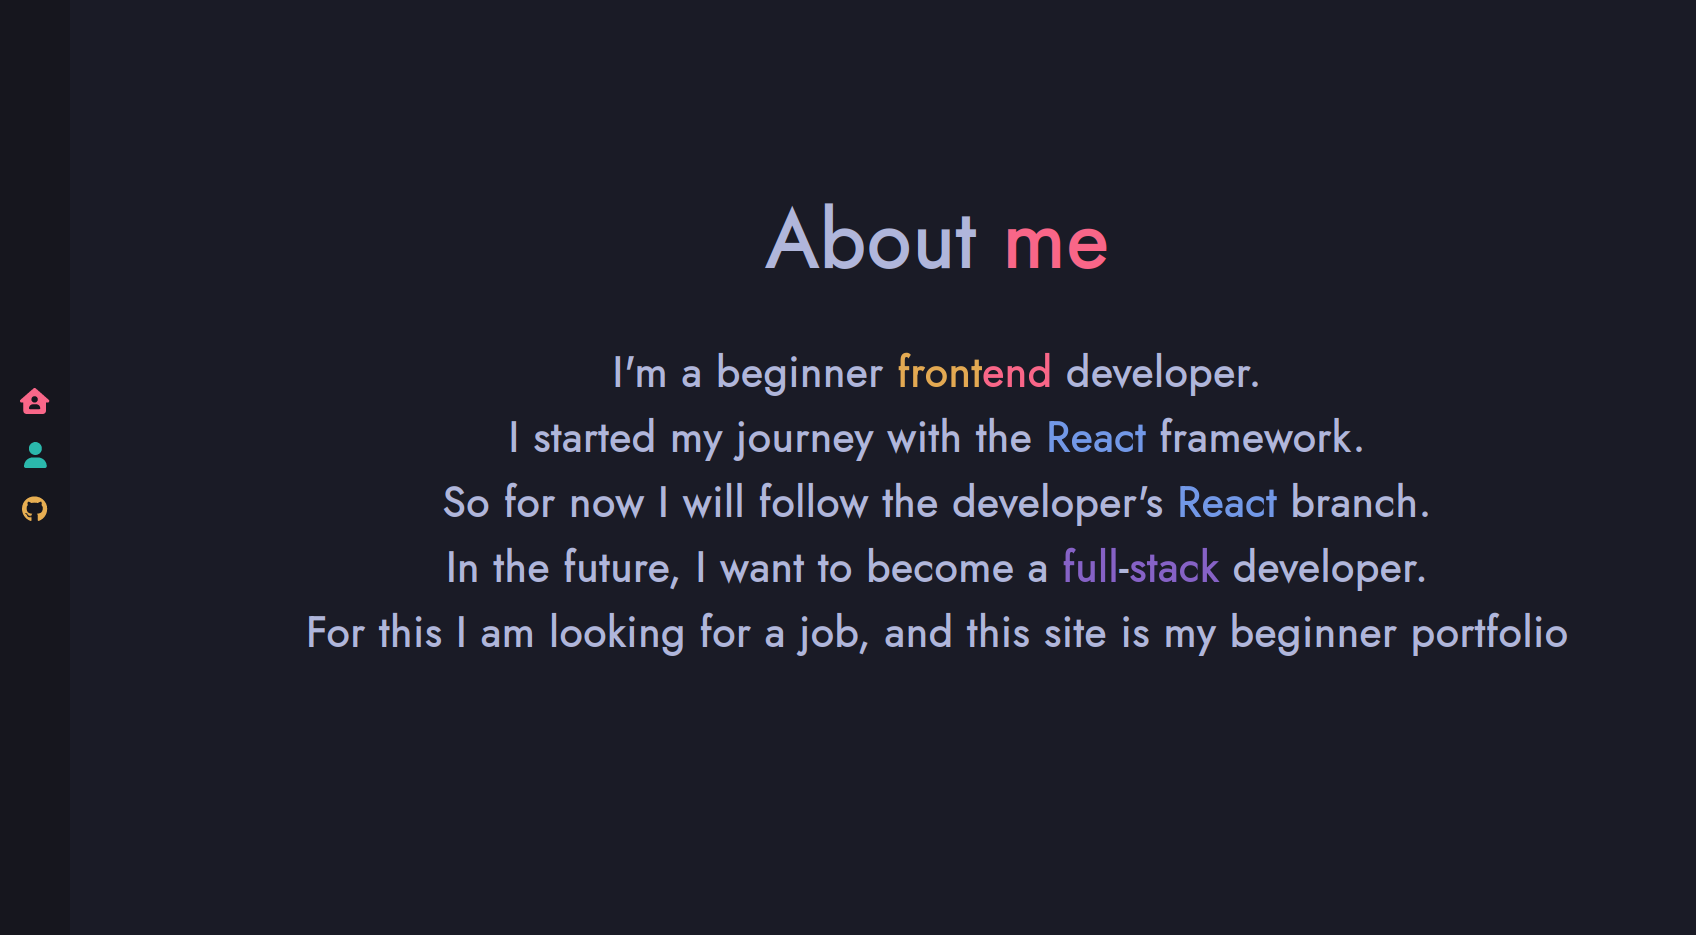 About me
I'm a beginner frontend developer.
I started my journey with the React framework.
So for now I will follow the developer's React branch.
In the future, I want to become a full-stack developer.
For this I am looking for a job, and this site is my beginner portfolio